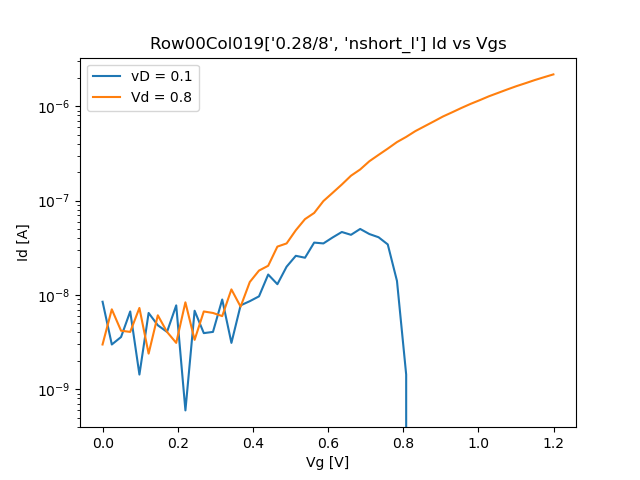 Row00Col019['0.28/8', 'nshort_l'] Id vs Vgs
vD = 0.1
Vd = 0.8
Id [A]
10^-6
10^-7
10^-8
10^-9
0.0 0.2 0.4 0.6 0.8 1.0 1.2
Vg [V]